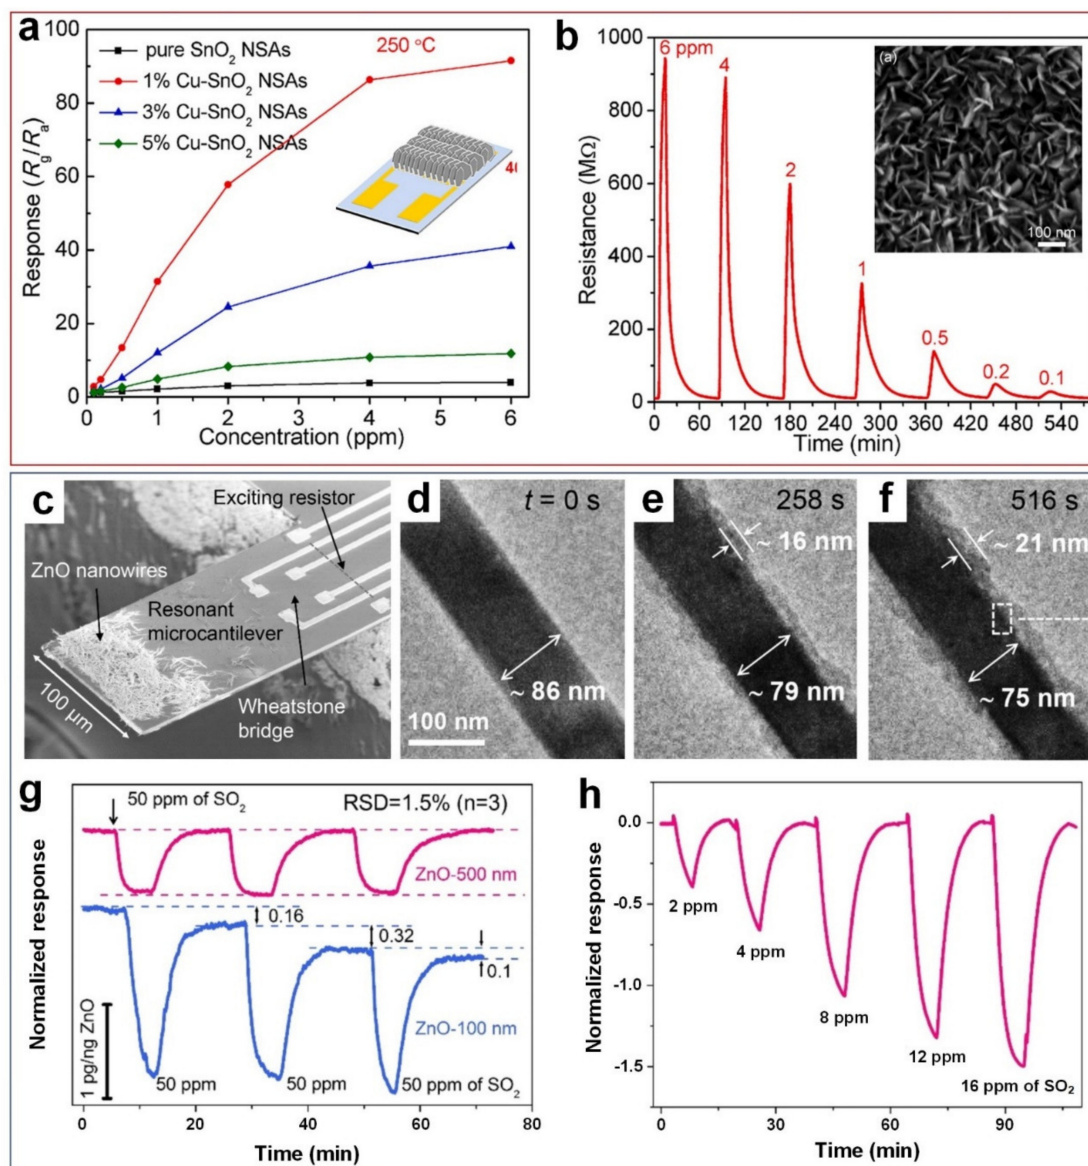 a
100
80
60
40
20
0
0
1
2
3
4
5
6
Response (Rg/Ra)
Concentration (ppm)
pure SnO2 NSAs
1% Cu-SnO2 NSAs
3% Cu-SnO2 NSAs
5% Cu-SnO2 NSAs
250 °C
40
b
1000
800
600
400
200
0
0
60
120
180
240
300
360
420
480
540
Resistance (MΩ)
Time (min)
6 ppm
4
2
1
0.5
0.2
0.1
(a)
100 nm
c
Exciting resistor
ZnO nanowires
Resonant
microcantilever
Wheatstone
bridge
100 μm
d
t = 0 s
~ 86 nm
100 nm
e
258 s
~ 16 nm
~ 79 nm
f
516 s
~ 21 nm
~ 75 nm
g
50 ppm of SO2
RSD=1.5% (n=3)
ZnO-500 nm
0.16
0.32
0.1
ZnO-100 nm
1 pg/ng ZnO
50 ppm
50 ppm
50 ppm of SO2
Normalized response
0
20
40
60
80
Time (min)
h
0.0
-0.5
-1.0
-1.5
Normalized response
2 ppm
4 ppm
8 ppm
12 ppm
16 ppm of SO2
0
30
60
90
Time (min)